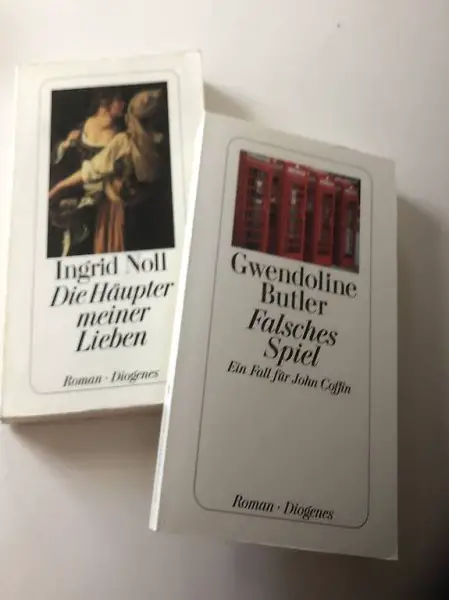 Ingrid Noll
Die Häupter
meiner
Lieben
Roman · Diogenes
Gwendoline
Butler
Falsches
Spiel
Ein Fall für John Coffin
Roman · Diogenes